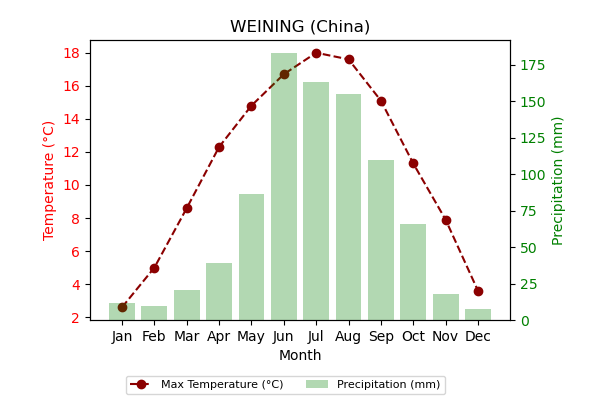 WEINING (China)
18
16
14
12
10
8
6
4
2
Temperature (°C)
175
150
125
100
75
50
25
0
Precipitation (mm)
Jan Feb Mar Apr May Jun Jul Aug Sep Oct Nov Dec
Month
Max Temperature (°C) Precipitation (mm)